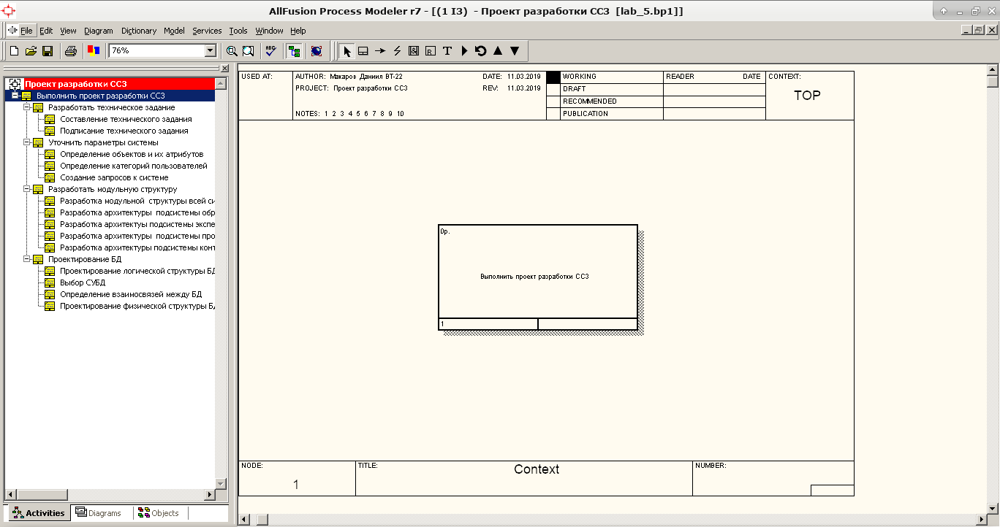 AllFusion Process Modeler r7 - [(1 I3)  - Проект разработки ССЗ  [lab_5.bp1]]
File Edit View Diagram Dictionary Model Services Tools Window Help
76%
ABC
R T
Проект разработки ССЗ
Выполнить проект разработки ССЗ
Разработать техническое задание
Составление технического задания
Подписание технического задания
Уточнить параметры системы
Определение объектов и их атрибутов
Определение категорий пользователей
Создание запросов к системе
Разработать модульную структуру
Разработка модульной структуры всей си
Разработка архитектуры подсистемы обр
Разработка архитектуы подсистемы экспе
Разработка архитектуры подсистемы про
Разработка архитектуры подсистемы конт
Проектирование БД
Проектирование логической структуры БД
Выбор СУБД
Определение взаимосвязей между БД
Проектирование физической структуры БД
Activities Diagrams Objects
USED AT:
AUTHOR: Макаров Даниил ВТ-22
DATE: 11.03.2019
PROJECT: Проект разработки ССЗ
REV: 11.03.2019
NOTES: 1 2 3 4 5 6 7 8 9 10
WORKING
DRAFT
RECOMMENDED
PUBLICATION
READER DATE
CONTEXT:
TOP
0р.
Выполнить проект разработки ССЗ
1
NODE:
1
TITLE:
Context
NUMBER: